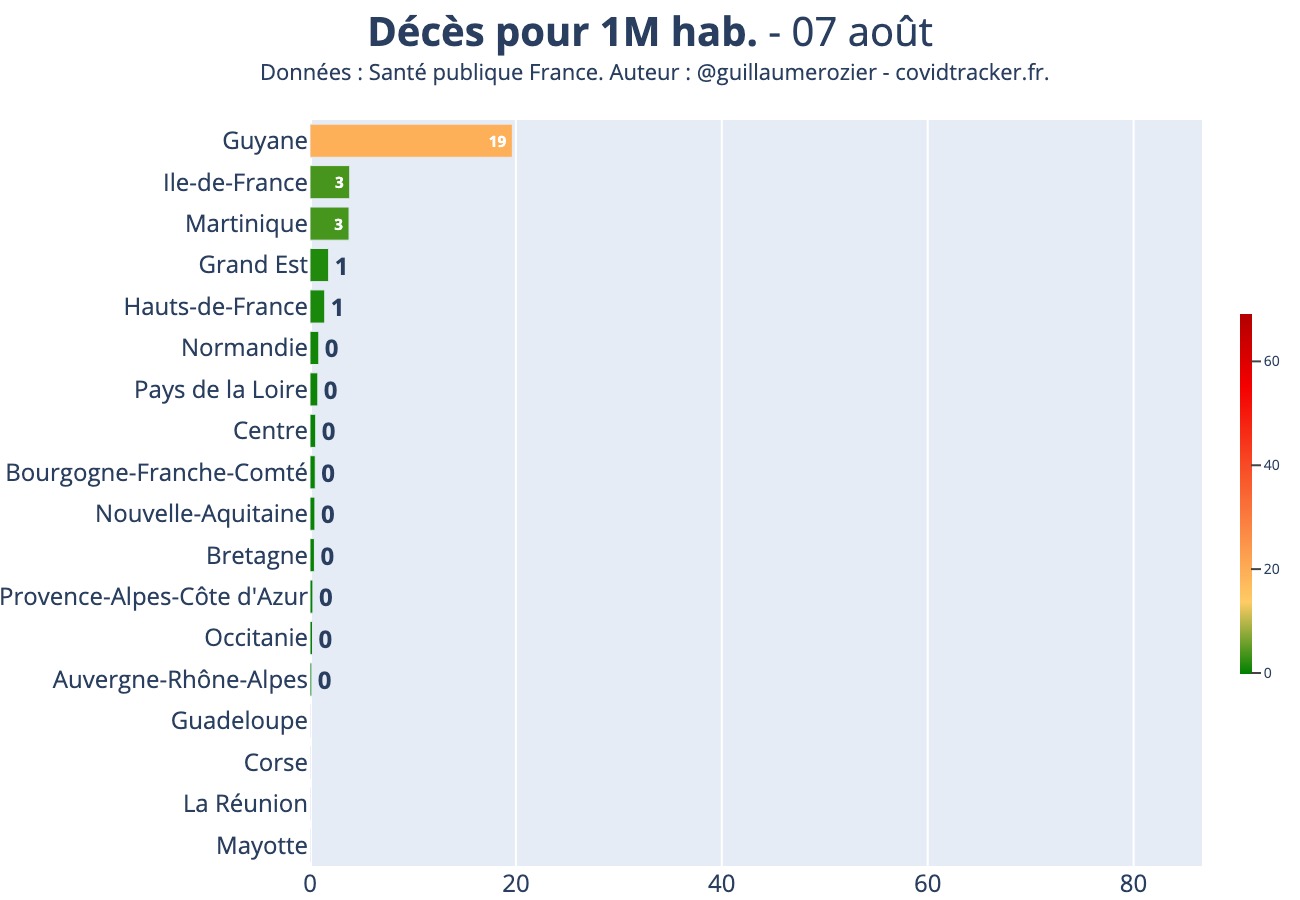 Décès pour 1M hab. - 07 août
Données : Santé publique France. Auteur : @guillaumerozier - covidtracker.fr.
Guyane 19
Ile-de-France 3
Martinique 3
Grand Est 1
Hauts-de-France 1
Normandie 0
Pays de la Loire 0
Centre 0
Bourgogne-Franche-Comté 0
Nouvelle-Aquitaine 0
Bretagne 0
Provence-Alpes-Côte d'Azur 0
Occitanie 0
Auvergne-Rhône-Alpes 0
Guadeloupe
Corse
La Réunion
Mayotte
0 20 40 60 80
60
40
20
0